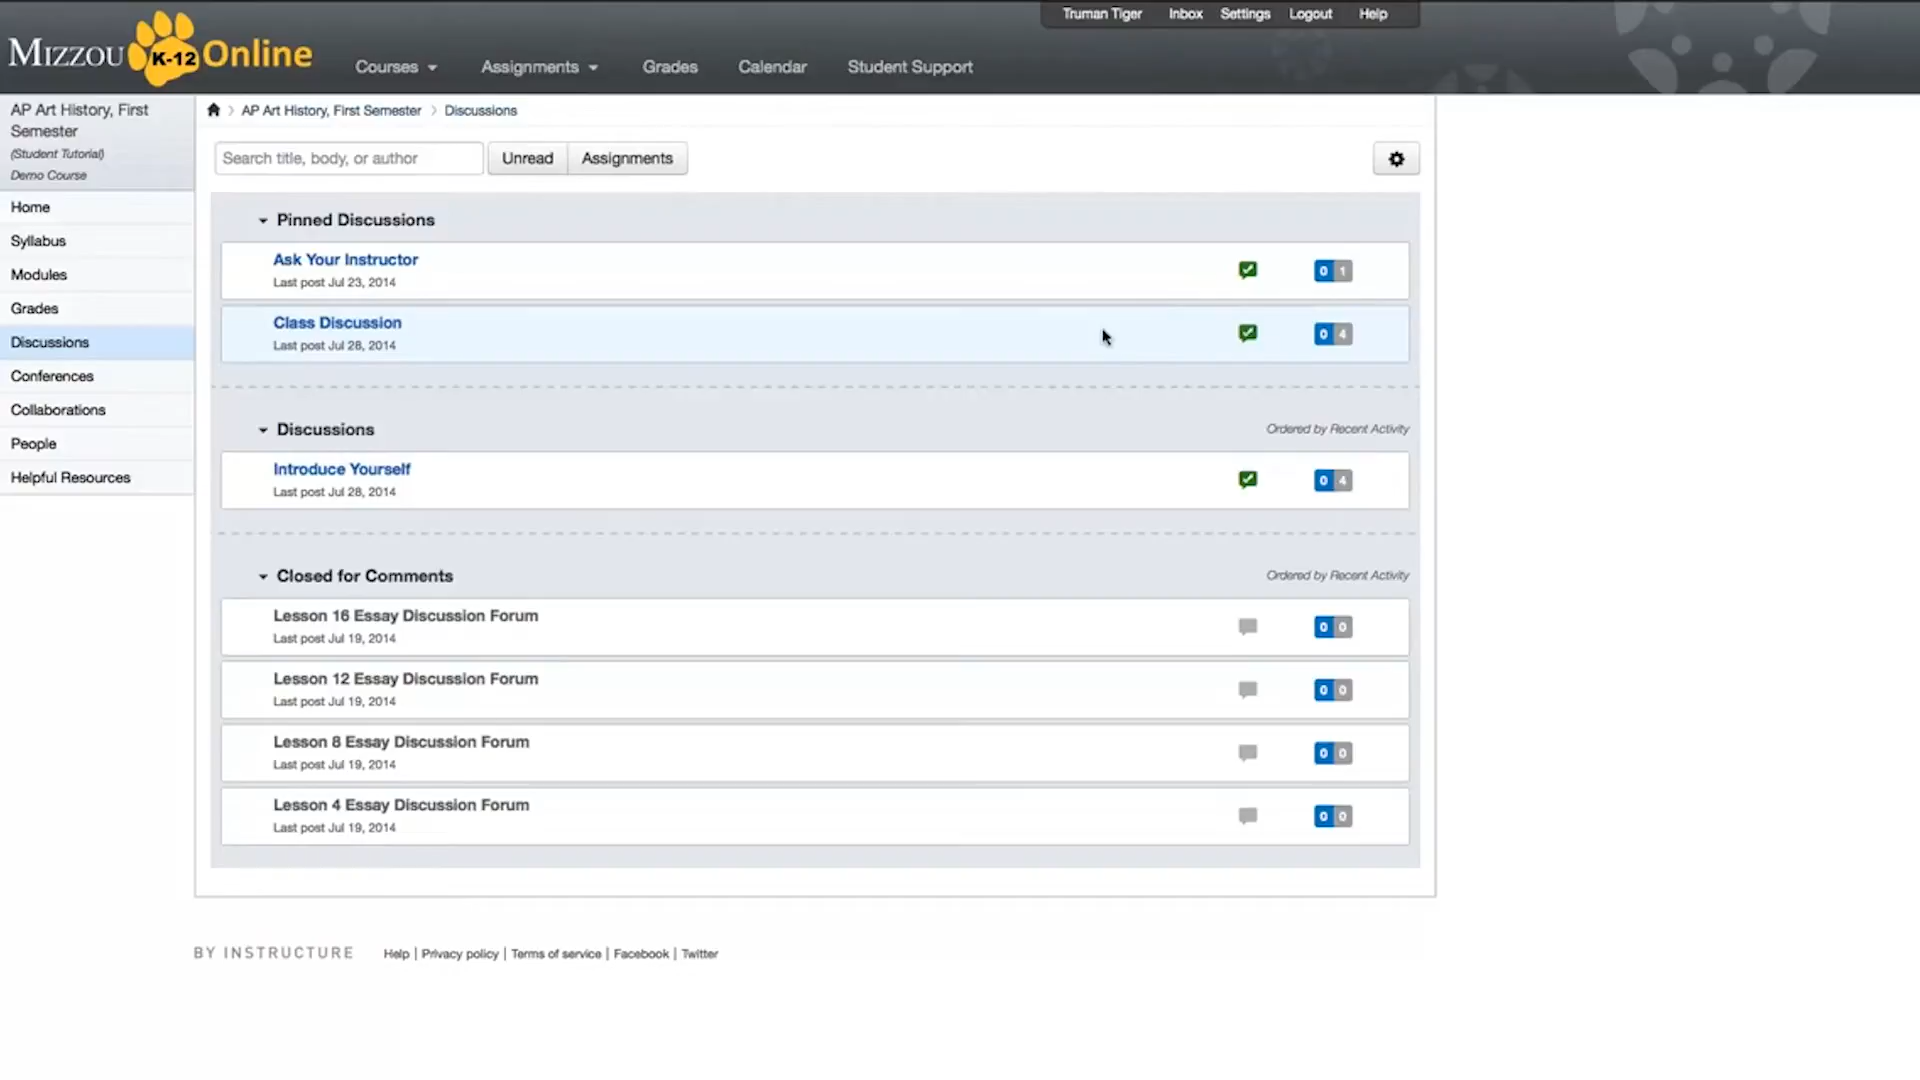 Truman Tiger Inbox Settings Logout Help
MIZZOU K-12 Online
Courses Assignments Grades Calendar Student Support
AP Art History, First
Semester
(Student Tutorial)
Demo Course
Home
Syllabus
Modules
Grades
Discussions
Conferences
Collaborations
People
Helpful Resources
AP Art History, First Semester Discussions
Search title, body, or author Unread Assignments
Pinned Discussions
Ask Your Instructor
Last post Jul 23, 2014
0 1
Class Discussion
Last post Jul 28, 2014
0 4
Discussions
Ordered by Recent Activity
Introduce Yourself
Last post Jul 28, 2014
0 4
Closed for Comments
Ordered by Recent Activity
Lesson 16 Essay Discussion Forum
Last post Jul 19, 2014
0 0
Lesson 12 Essay Discussion Forum
Last post Jul 19, 2014
0 0
Lesson 8 Essay Discussion Forum
Last post Jul 19, 2014
0 0
Lesson 4 Essay Discussion Forum
Last post Jul 19, 2014
0 0
BY INSTRUCTURE Help | Privacy policy | Terms of service | Facebook | Twitter